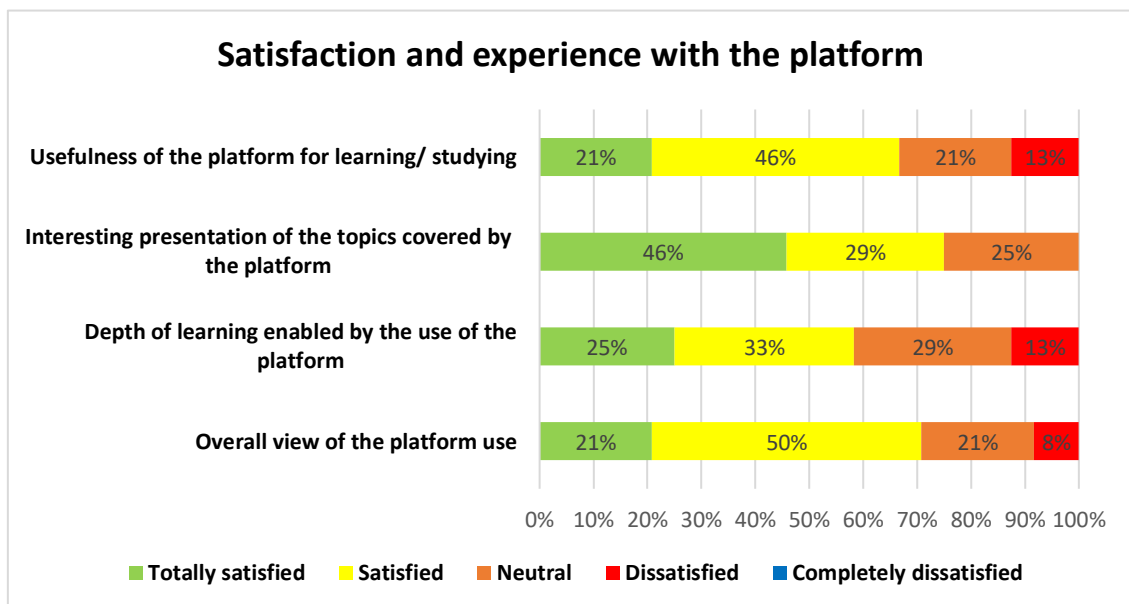 Satisfaction and experience with the platform
Usefulness of the platform for learning/ studying
21% 46% 21% 13%
Interesting presentation of the topics covered by
the platform
46% 29% 25%
Depth of learning enabled by the use of the
platform
25% 33% 29% 13%
Overall view of the platform use
21% 50% 21% 8%
0% 10% 20% 30% 40% 50% 60% 70% 80% 90% 100%
Totally satisfied Satisfied Neutral Dissatisfied Completely dissatisfied